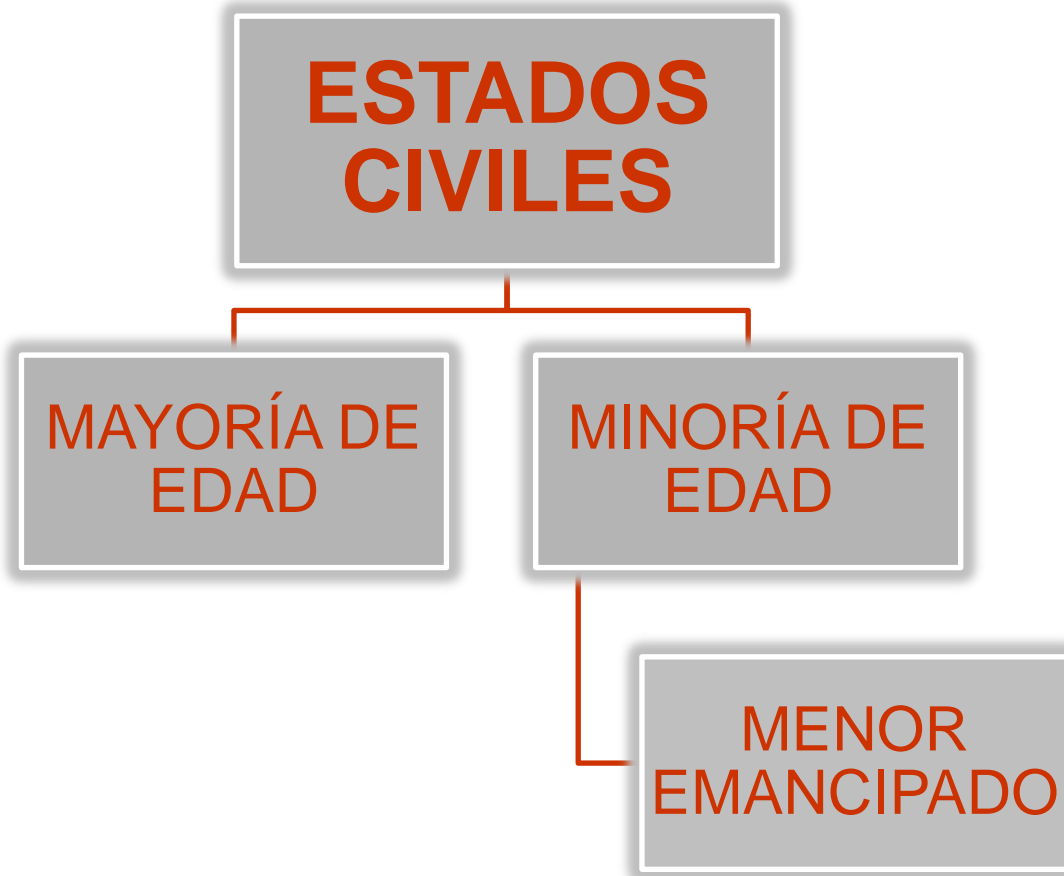 ESTADOS
CIVILES
MAYORÍA DE
EDAD
MINORÍA DE
EDAD
MENOR
EMANCIPADO